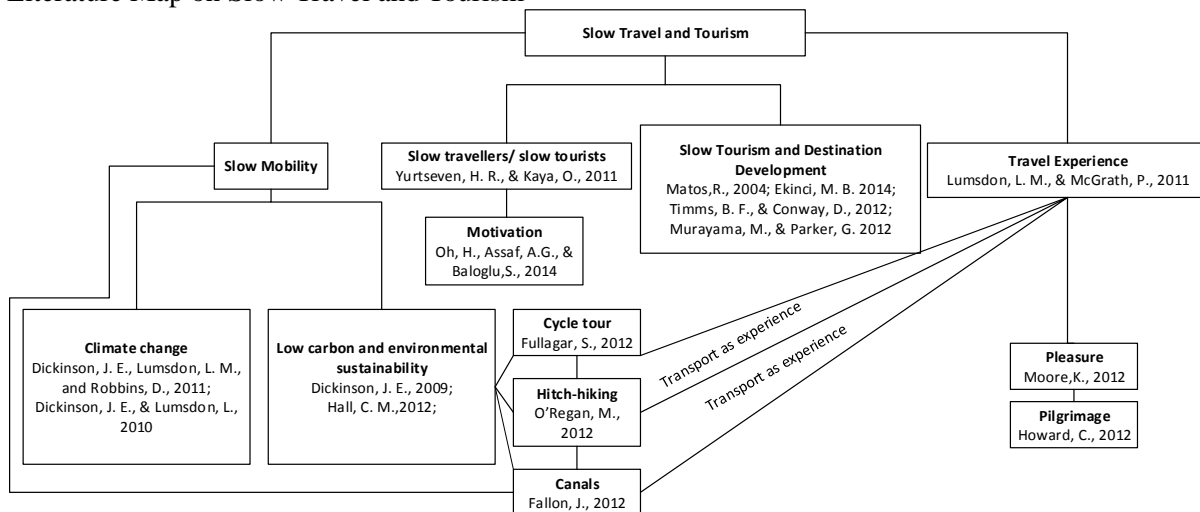 Literature Map on Slow Travel and Tourism
Slow Travel and Tourism
Slow Mobility
Slow travellers/ slow tourists
Yurtseven, H. R., & Kaya, O., 2011
Slow Tourism and Destination
Development
Matos,R., 2004; Ekinci, M. B. 2014;
Timms, B. F., & Conway, D., 2012;
Murayama, M., & Parker, G. 2012
Travel Experience
Lumsdon, L. M., & McGrath, P., 2011
Motivation
Oh, H., Assaf, A.G., &
Baloglu,S., 2014
Climate change
Dickinson, J. E., Lumsdon, L. M.,
and Robbins, D., 2011;
Dickinson, J. E., & Lumsdon, L.,
2010
Low carbon and environmental
sustainability
Dickinson, J. E., 2009;
Hall, C. M.,2012;
Cycle tour
Fullagar, S., 2012
Hitch-hiking
O’Regan, M.,
2012
Canals
Fallon, J., 2012
Transport as experience
Transport as experience
Pleasure
Moore,K., 2012
Pilgrimage
Howard, C., 2012